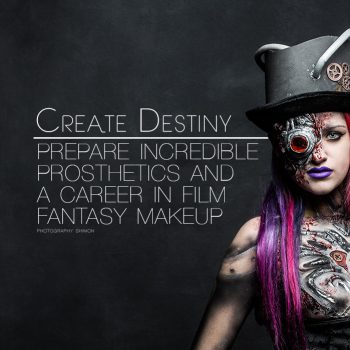 CREATE DESTINY
PREPARE INCREDIBLE
PROSTHETICS AND
A CAREER IN FILM
FANTASY MAKEUP
PHOTOGRAPHY SHIMON